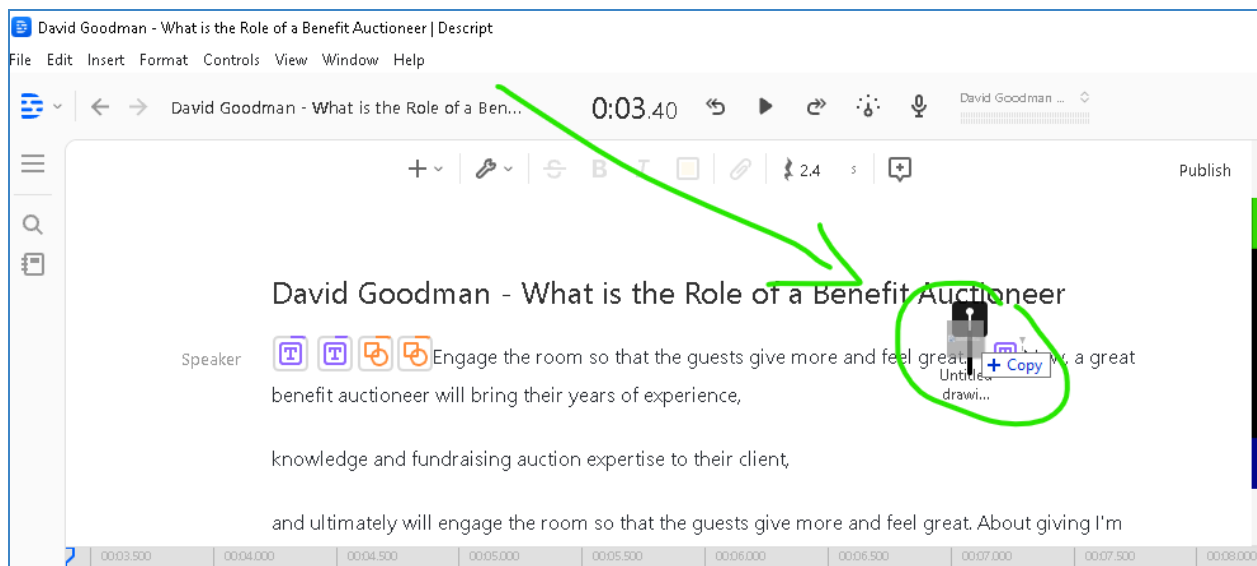 David Goodman - What is the Role of a Benefit Auctioneer | Descript
File Edit Insert Format Controls View Window Help
David Goodman - What is the Role of a Ben... 0:03.40 David Goodman ...
B T 2.4 s Publish
David Goodman - What is the Role of a Benefit Auctioneer
Speaker T T Engage the room so that the guests give more and feel great. Now, a great
+ Copy
Untitled
drawi...
benefit auctioneer will bring their years of experience,
knowledge and fundraising auction expertise to their client,
and ultimately will engage the room so that the guests give more and feel great. About giving I'm
00:03.500 00:04.000 00:04.500 00:05.000 00:05.500 00:06.000 00:06.500 00:07.000 00:07.500 00:08.000